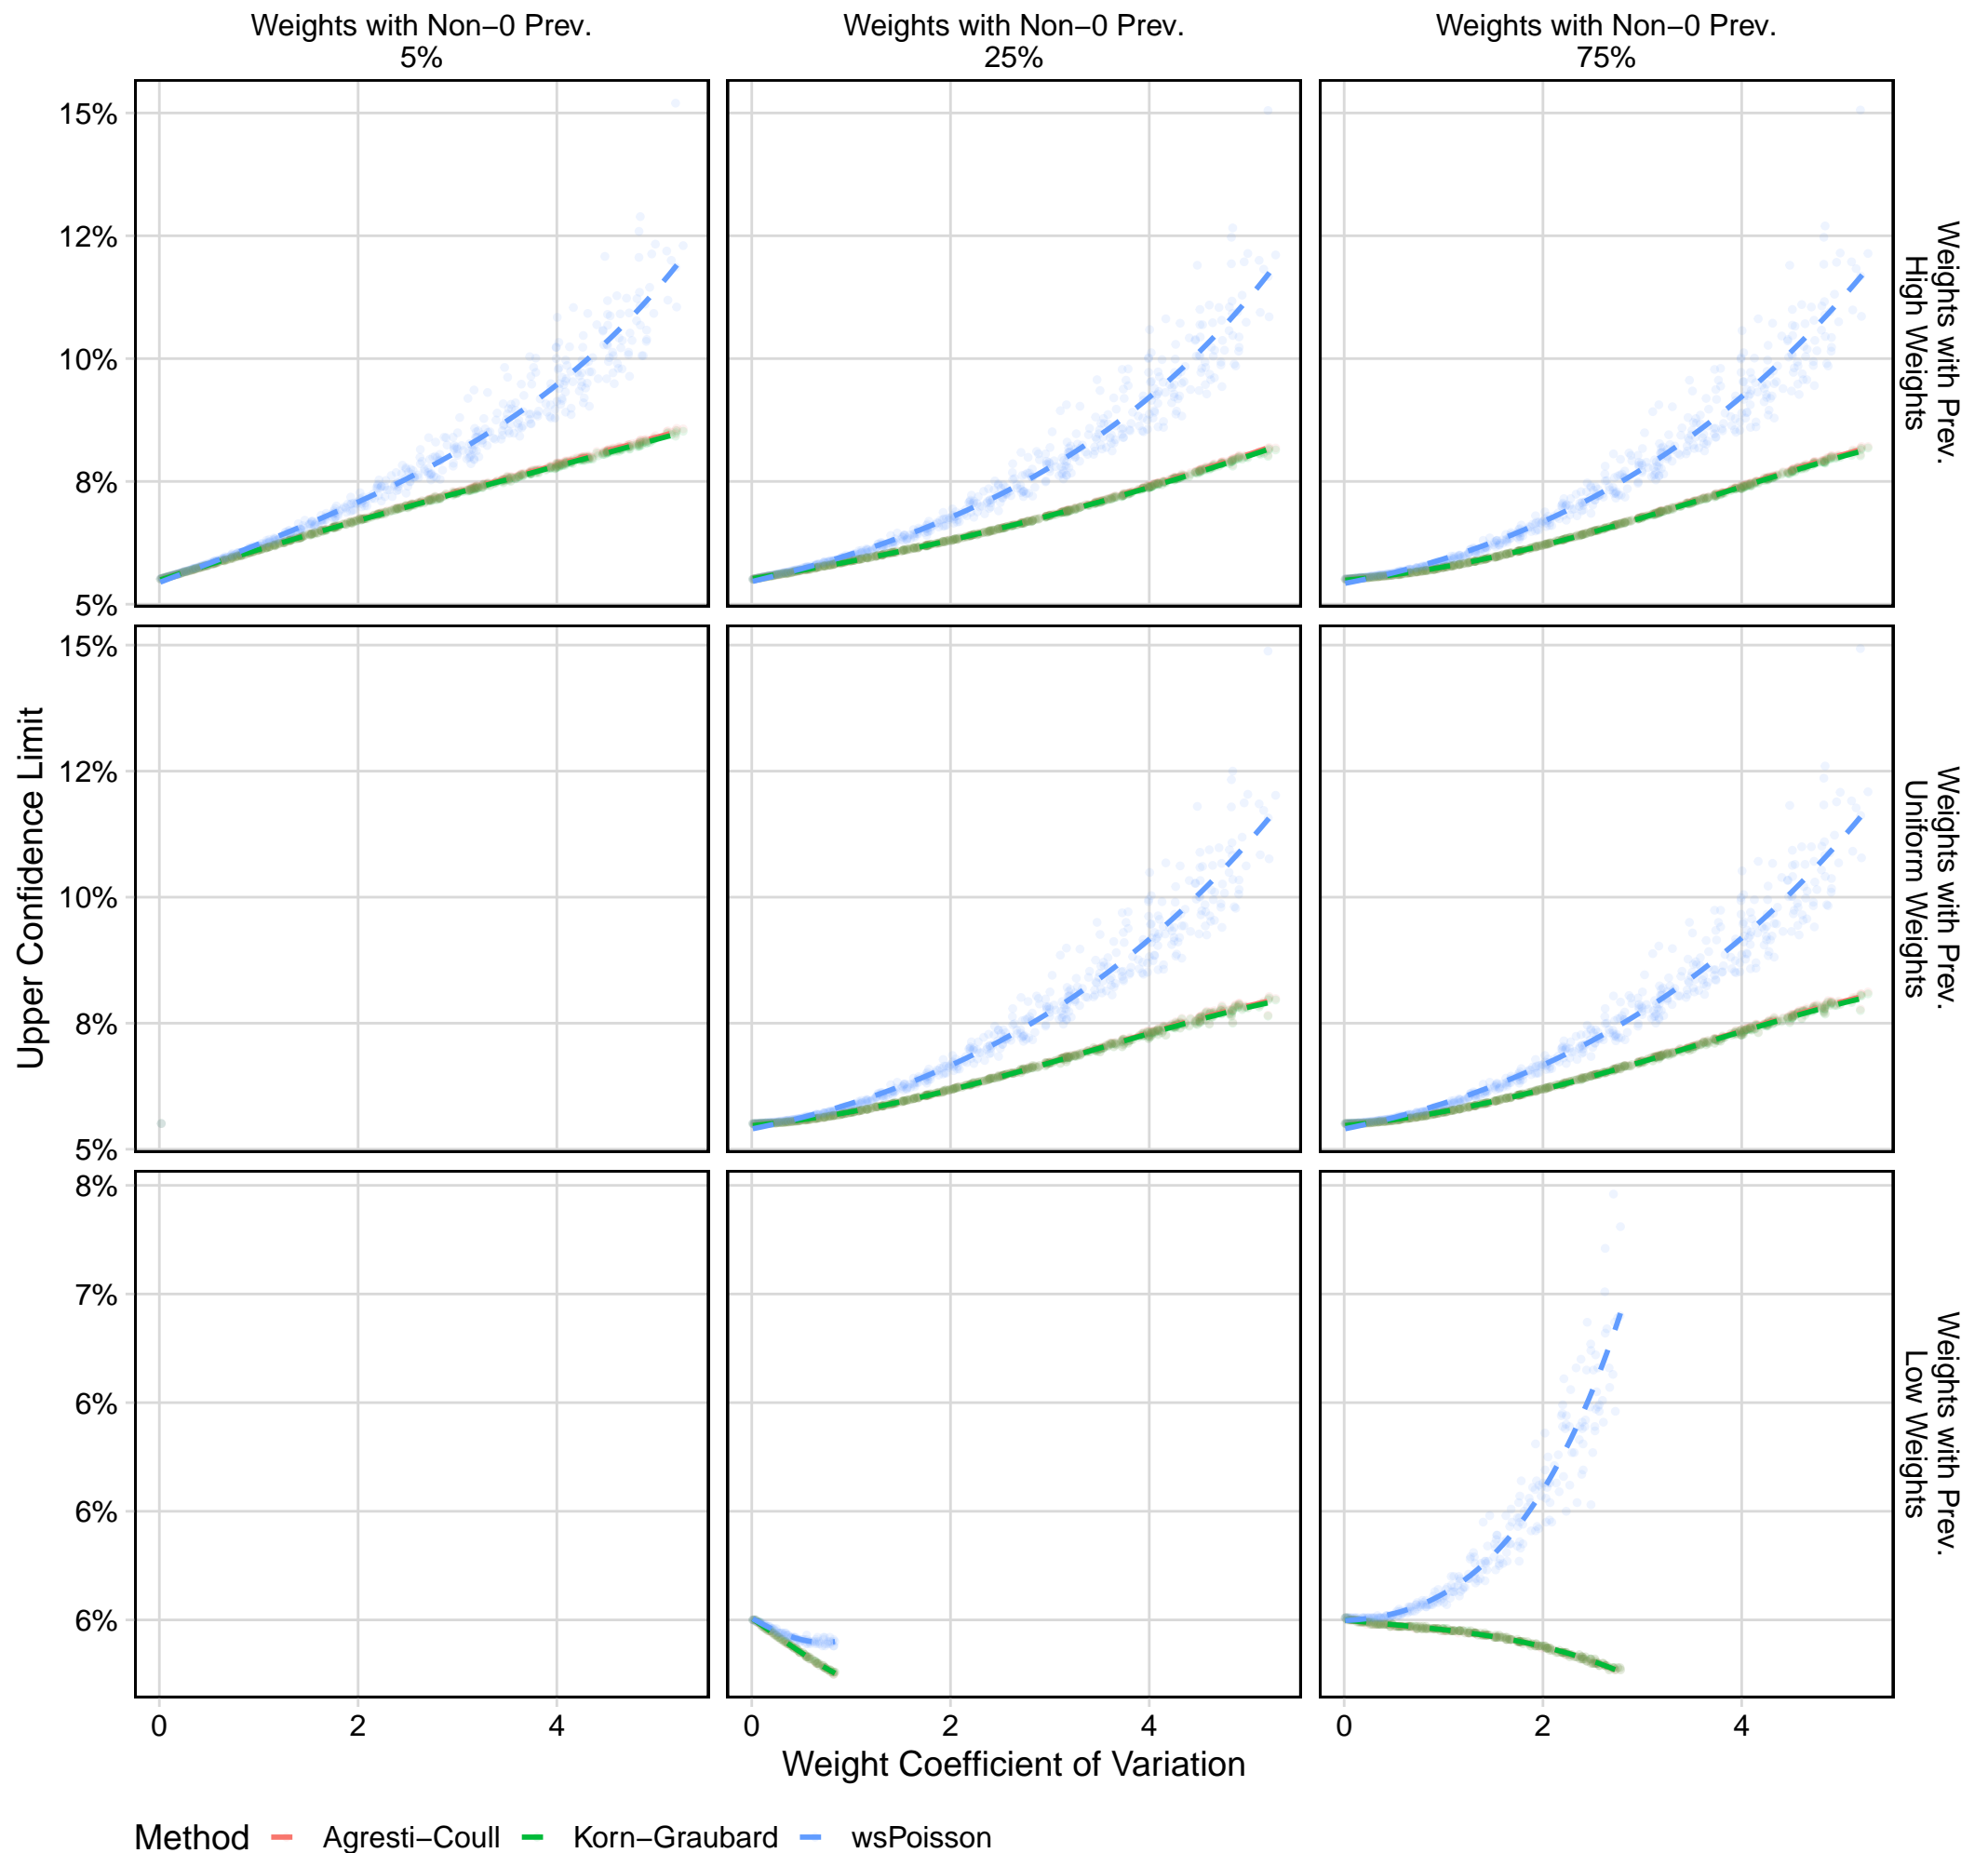 Weights with Non−0 Prev.
5%
Weights with Non−0 Prev.
25%
Weights with Non−0 Prev.
75%
15%
12%
10%
8%
5%
Weights with Prev.
High Weights
15%
12%
10%
8%
5%
Weights with Prev.
Uniform Weights
8%
7%
6%
6%
6%
Weights with Prev.
Low Weights
Upper Confidence Limit
0 2 4
0 2 4
0 2 4
Weight Coefficient of Variation
Method Agresti−Coull Korn−Graubard wsPoisson